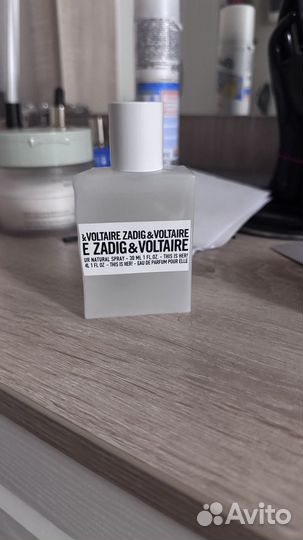 &VOLTAIRE ZADIG&VOLTAIRE
E ZADIG&VOLTAIRE
UR NATURAL SPRAY - 30 ML 1 FL.OZ. - THIS IS HER!
4L 1 FL OZ. - THIS IS HER! - EAU DE PARFUM POUR ELLE
Avito